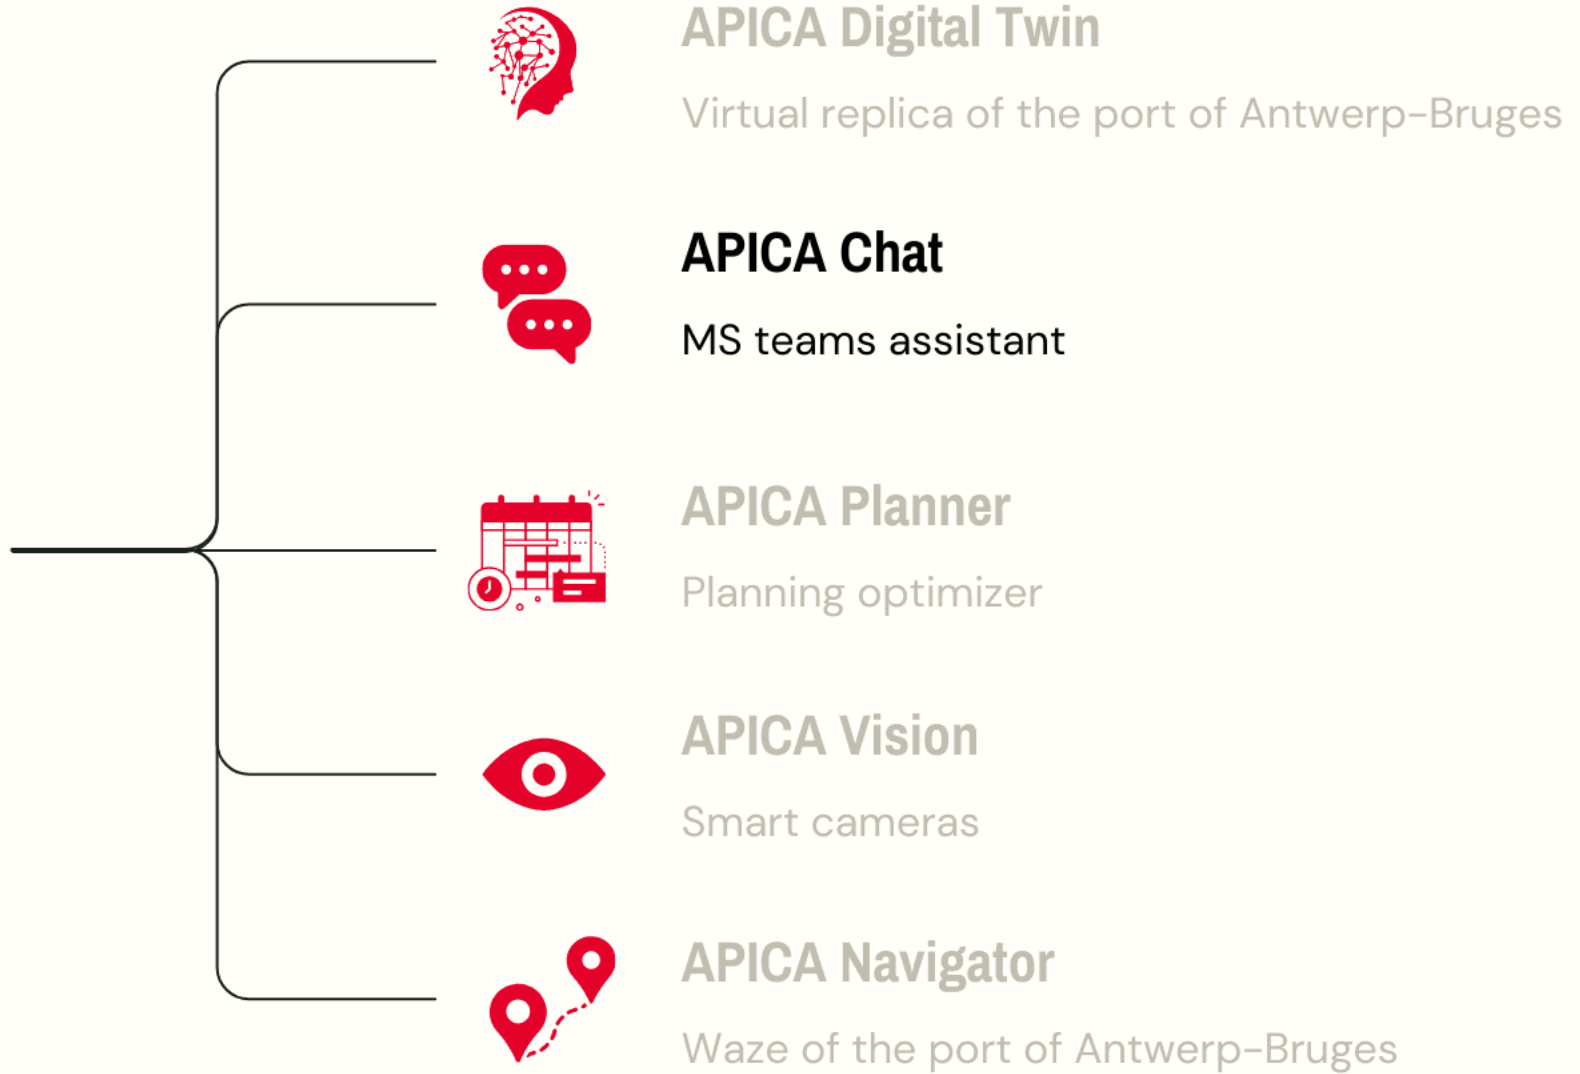 APICA Digital Twin
Virtual replica of the port of Antwerp-Bruges
APICA Chat
MS teams assistant
APICA Planner
Planning optimizer
APICA Vision
Smart cameras
APICA Navigator
Waze of the port of Antwerp-Bruges